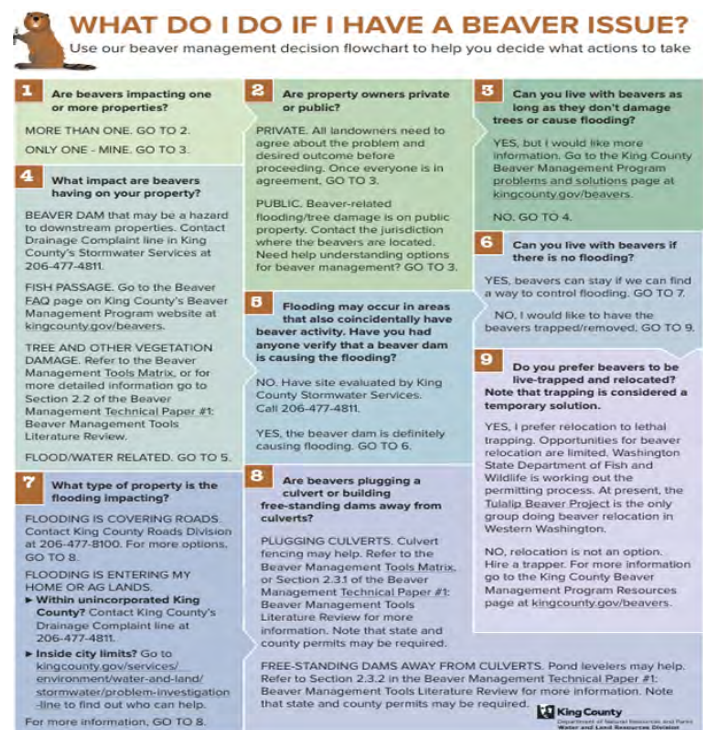 WHAT DO I DO IF I HAVE A BEAVER ISSUE?
Use our beaver management decision flowchart to help you decide what actions to take
1
Are beavers impacting one
or more properties?
MORE THAN ONE. GO TO 2.
ONLY ONE - MINE. GO TO 3.
2
Are property owners private
or public?
PRIVATE. All landowners need to
agree about the problem and
desired outcome before
proceeding. Once everyone is in
agreement, GO TO 3.
PUBLIC. Beaver-related
flooding/tree damage is on public
property. Contact the jurisdiction
where the beavers are located.
Need help understanding options
for beaver management? GO TO 3.
3
Can you live with beavers as
long as they don't damage
trees or cause flooding?
YES, but I would like more
information. Go to the King County
Beaver Management Program
problems and solutions page at
kingcounty.gov/beavers.
NO. GO TO 4.
4
What impact are beavers
having on your property?
BEAVER DAM that may be a hazard
to downstream properties. Contact
Drainage Complaint line in King
County's Stormwater Services at
206-477-4811.
FISH PASSAGE. Go to the Beaver
FAQ page on King County's Beaver
Management Program website at
kingcounty.gov/beavers.
TREE AND OTHER VEGETATION
DAMAGE. Refer to the Beaver
Management Tools Matrix, or for
more detailed information go to
Section 2.2 of the Beaver
Management Technical Paper #1:
Beaver Management Tools
Literature Review.
FLOOD/WATER RELATED. GO TO 5.
5
Flooding may occur in areas
that also coincidentally have
beaver activity. Have you had
anyone verify that a beaver dam
is causing the flooding?
NO. Have site evaluated by King
County Stormwater Services.
Call 206-477-4811.
YES, the beaver dam is definitely
causing flooding. GO TO 6.
6
Can you live with beavers if
there is no flooding?
YES, beavers can stay if we can find
a way to control flooding. GO TO 7.
NO, I would like to have the
beavers trapped/removed. GO TO 9.
7
What type of property is the
flooding impacting?
FLOODING IS COVERING ROADS.
Contact King County Roads Division
at 206-477-8100. For more options,
GO TO 8.
FLOODING IS ENTERING MY
HOME OR AG LANDS.
▶ Within unincorporated King
County? Contact King County's
Drainage Complaint line at
206-477-4811.
▶ Inside city limits? Go to
kingcounty.gov/services/
environment/water-and-land/
stormwater/problem-investigation
-line to find out who can help.
For more information, GO TO 8.
8
Are beavers plugging a
culvert or building
free-standing dams away from
culverts?
PLUGGING CULVERTS. Culvert
fencing may help. Refer to the
Beaver Management Tools Matrix,
or Section 2.3.1 of the Beaver
Management Technical Paper #1:
Beaver Management Tools
Literature Review for more
information. Note that state and
county permits may be required.
FREE-STANDING DAMS AWAY FROM CULVERTS. Pond levelers may help.
Refer to Section 2.3.2 in the Beaver Management Technical Paper #1:
Beaver Management Tools Literature Review for more information. Note
that state and county permits may be required.
9
Do you prefer beavers to be
live-trapped and relocated?
Note that trapping is considered a
temporary solution.
YES, I prefer relocation to lethal
trapping. Opportunities for beaver
relocation are limited. Washington
State Department of Fish and
Wildlife is working out the
permitting process. At present, the
Tulalip Beaver Project is the only
group doing beaver relocation in
Western Washington.
NO, relocation is not an option.
Hire a trapper. For more information
go to the King County Beaver
Management Program Resources
page at kingcounty.gov/beavers.
King County
Department of Natural Resources and Parks
Water and Land Resources Division